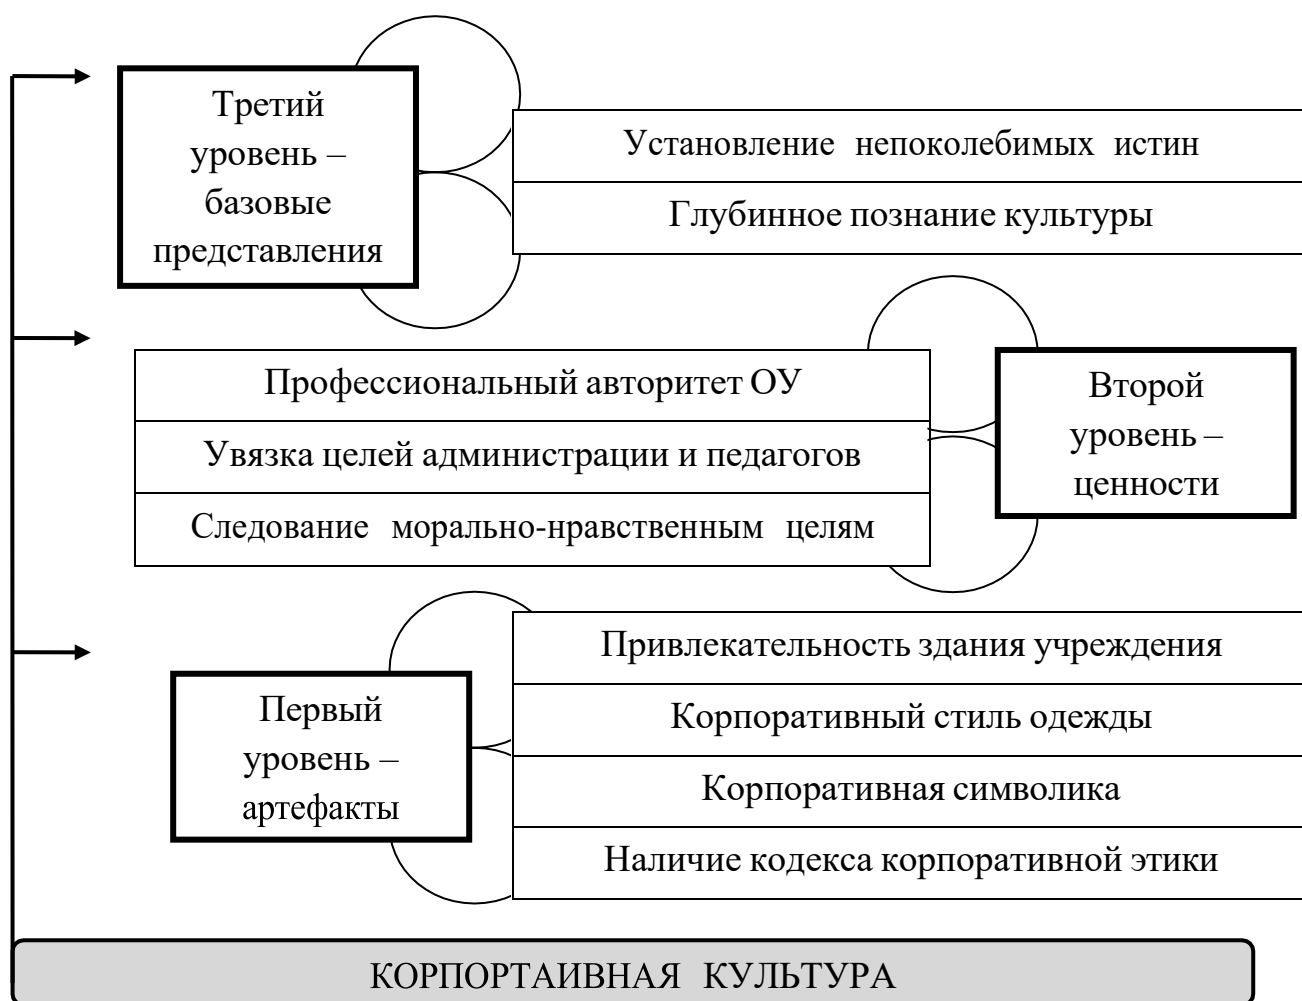 Третий
уровень –
базовые
представления
Установление непоколебимых истин
Глубинное познание культуры
Профессиональный авторитет ОУ
Увязка целей администрации и педагогов
Следование морально-нравственным целям
Второй
уровень –
ценности
Первый
уровень –
артефакты
Привлекательность здания учреждения
Корпоративный стиль одежды
Корпоративная символика
Наличие кодекса корпоративной этики
КОРПОРТАИВНАЯ КУЛЬТУРА